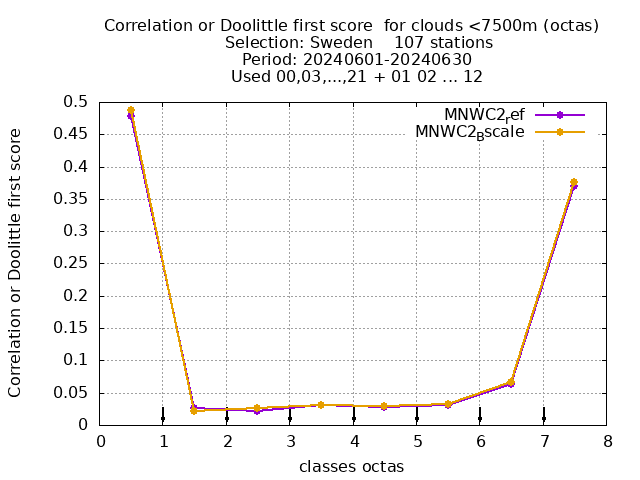 Correlation or Doolittle first score  for clouds <7500m (octas)
Selection: Sweden    107 stations
Period: 20240601-20240630
Used 00,03,...,21 + 01 02 ... 12
MNWC2ref
MNWC2Bscale
Correlation or Doolittle first score
0.5
0.45
0.4
0.35
0.3
0.25
0.2
0.15
0.1
0.05
0
0 1 2 3 4 5 6 7 8
classes octas